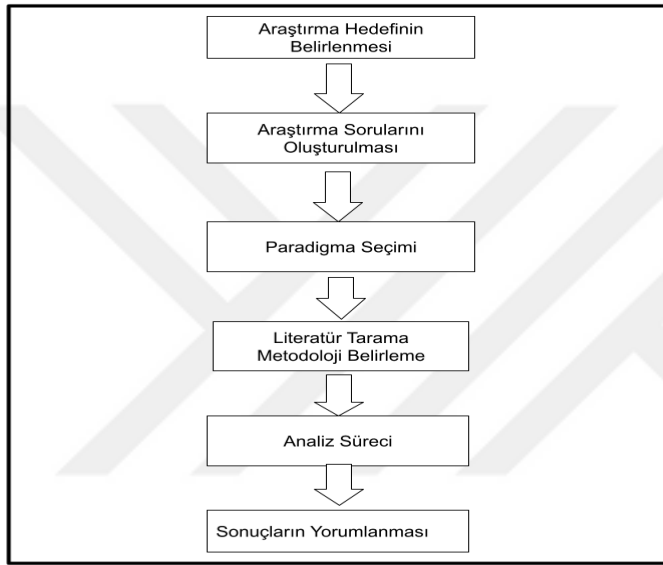 Araştırma Hedefinin
Belirlenmesi
Araştırma Sorularını
Oluşturulması
Paradigma Seçimi
Literatür Tarama
Metodoloji Belirleme
Analiz Süreci
Sonuçların Yorumlanması